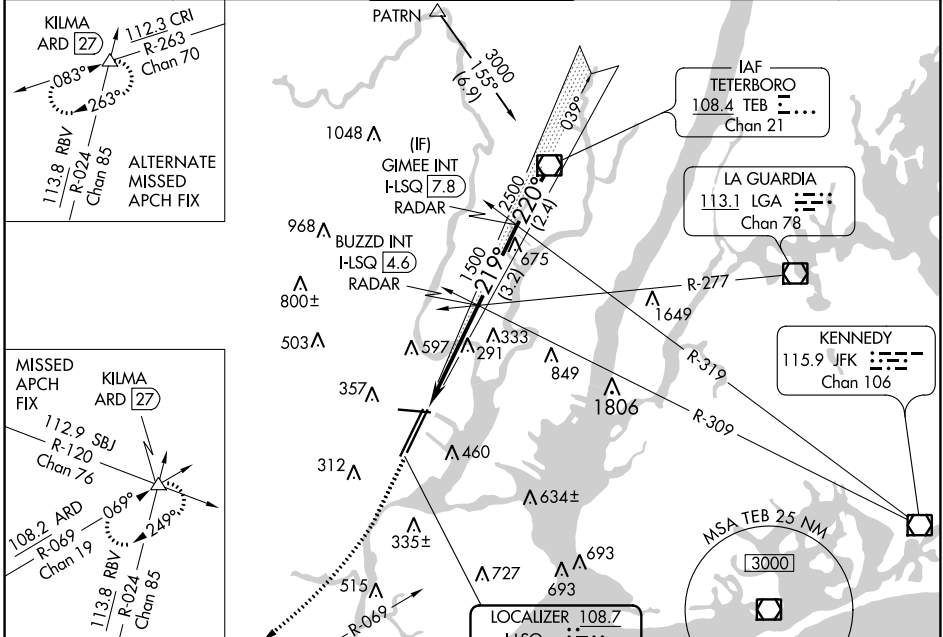 KILMA
ARD 27
112.3 CRI
R-263
Chan 70
083°
263°
113.8 RBV
R-024
Chan 85
ALTERNATE
MISSED
APCH FIX
PATRN
3000
155°
(6.9)
039°
IAF
TETERBORO
108.4 TEB
Chan 21
1048
(IF)
GIMEE INT
I-LSQ 7.8
RADAR
2500
220°
(2.4)
LA GUARDIA
113.1 LGA
Chan 78
968
BUZZD INT
I-LSQ 4.6
RADAR
1500
219°
(3.2)
675
R-277
800±
1649
503
597
291
333
849
R-319
KENNEDY
115.9 JFK
Chan 106
MISSED
APCH
FIX
KILMA
ARD 27
112.9 SBJ
R-120
Chan 76
357
1806
R-309
460
312
634±
108.2 ARD
R-069
Chan 19
069°
249°
113.8 RBV
R-024
Chan 85
335±
MSA TEB 25 NM
3000
515
727
693
693
R-069
LOCALIZER 108.7